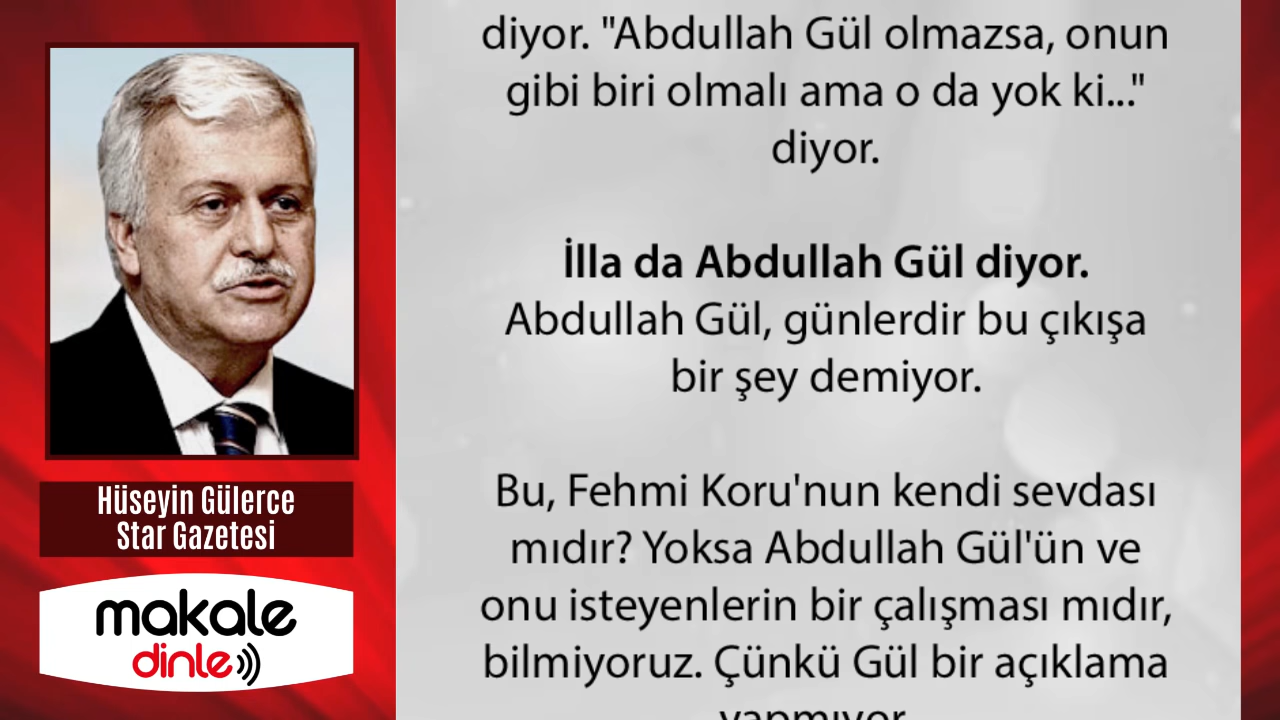 diyor. "Abdullah Gül olmazsa, onun
gibi biri olmalı ama o da yok ki..."
diyor.
İlla da Abdullah Gül diyor.
Abdullah Gül, günlerdir bu çıkışa
bir şey demiyor.
Bu, Fehmi Koru'nun kendi sevdası
mıdır? Yoksa Abdullah Gül'ün ve
onu isteyenlerin bir çalışması mıdır,
bilmiyoruz. Çünkü Gül bir açıklama
yapmıyor.
Hüseyin Gülerce
Star Gazetesi
makale
dinle